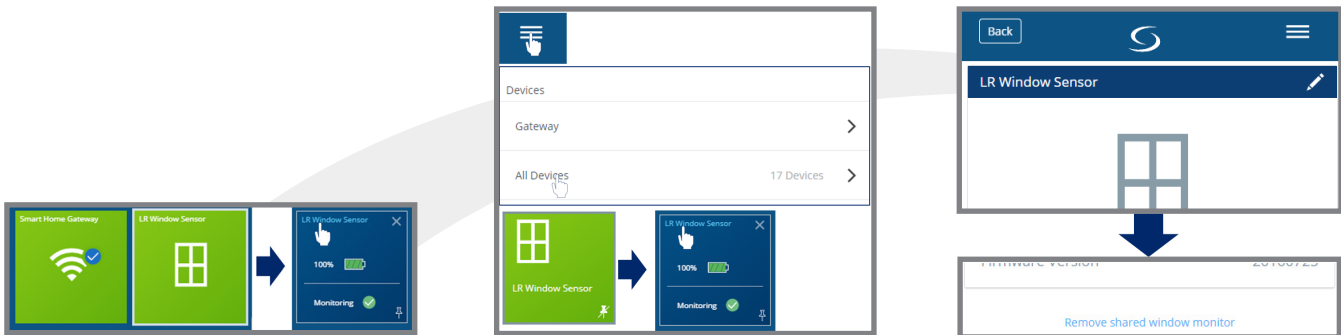 Smart Home Gateway
LR Window Sensor
LR Window Sensor
100%
Monitoring
Devices
Gateway
All Devices
17 Devices
LR Window Sensor
LR Window Sensor
100%
Monitoring
Back
LR Window Sensor
Firmware version
20160725
Remove shared window monitor